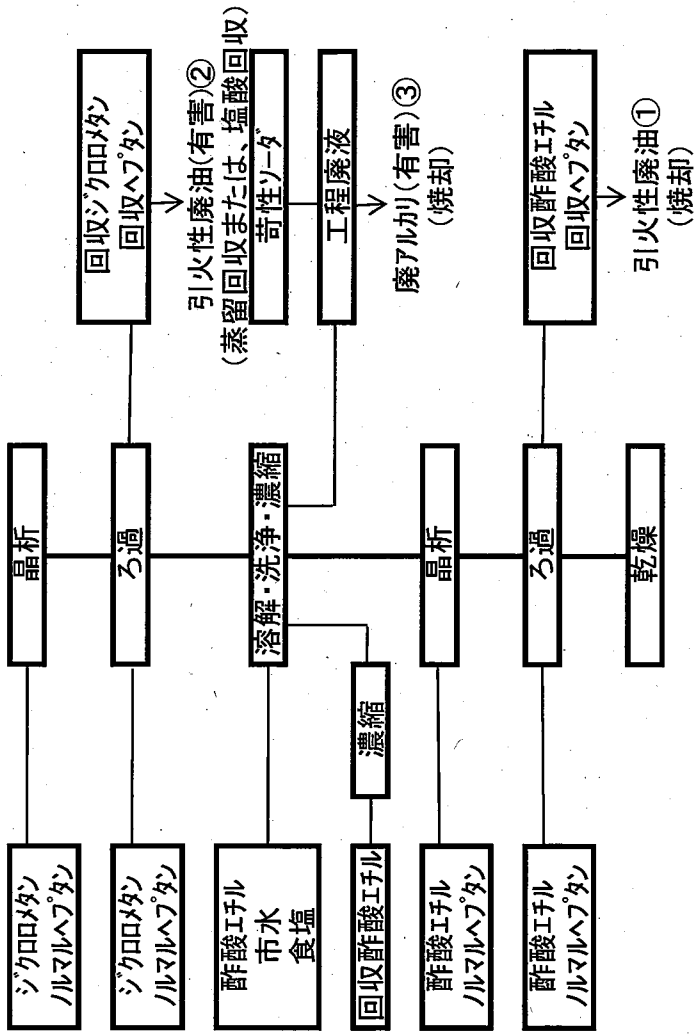 ジクロロメタン
ノルマルヘプタン
晶析
ジクロロメタン
ノルマルヘプタン
ろ過
回収ジクロロメタン
回収ヘプタン
引火性廃油(有害)②
(蒸留回収または、塩酸回収)
酢酸エチル
市水
食塩
溶解・洗浄・濃縮
苛性ソーダ
工程廃液
廃アルカリ(有害)③
(焼却)
回収酢酸エチル
濃縮
酢酸エチル
ノルマルヘプタン
晶析
酢酸エチル
ノルマルヘプタン
ろ過
回収酢酸エチル
回収ヘプタン
引火性廃油①
(焼却)
乾燥